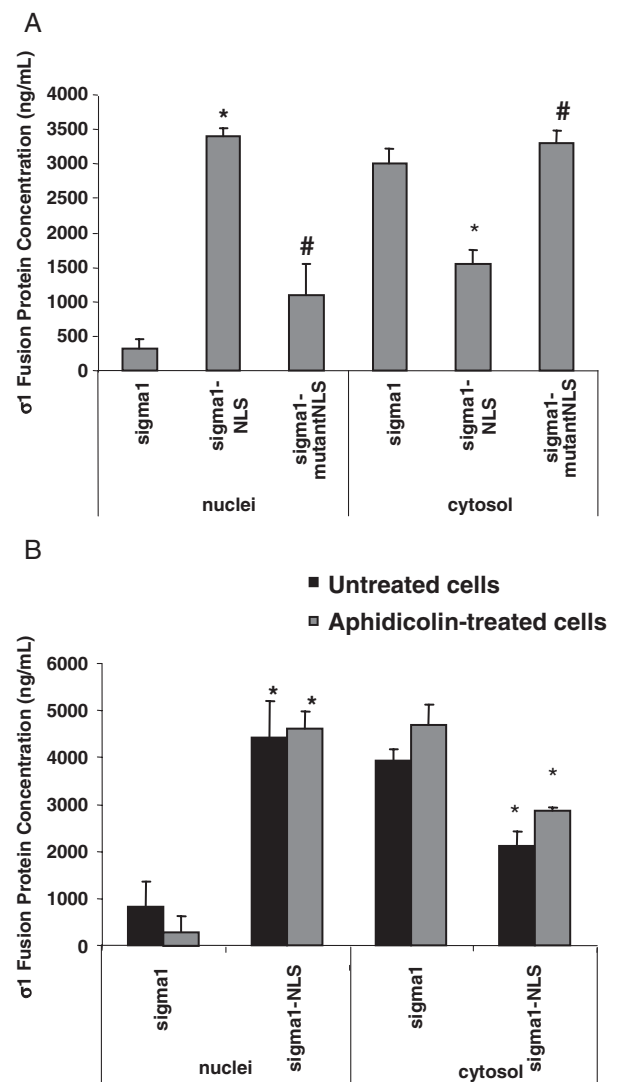 A
σ1 Fusion Protein Concentration (ng/mL)
4000
3500
3000
2500
2000
1500
1000
500
0
*
#
*
#
sigma1
sigma1-
NLS
sigma1-
mutantNLS
sigma1
sigma1-
NLS
sigma1-
mutantNLS
nuclei
cytosol
B
Untreated cells
Aphidicolin-treated cells
σ1 Fusion Protein Concentration (ng/mL)
6000
5000
4000
3000
2000
1000
0
*
*
*
*
sigma1
sigma1-NLS
sigma1
sigma1-NLS
nuclei
cytosol